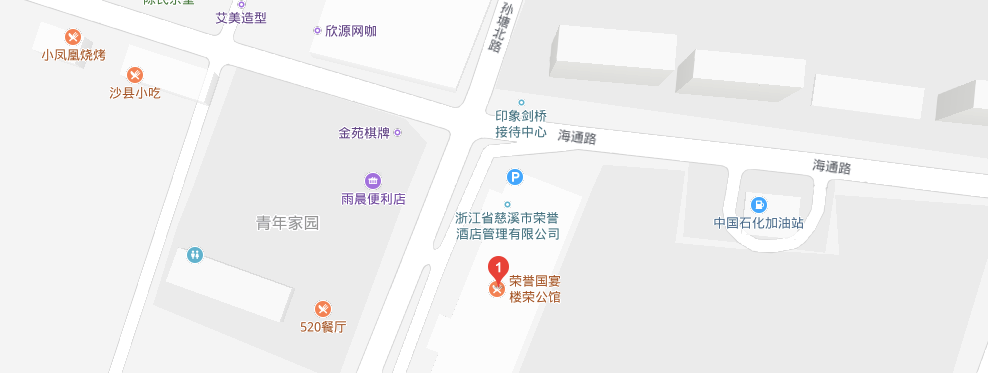 艾美造型
欣源网咖
孙塘北路
小凤凰烧烤
沙县小吃
印象剑桥
接待中心
海通路
金苑棋牌
海通路
P
雨晨便利店
青年家园
浙江省慈溪市荣誉
酒店管理有限公司
中国石化加油站
1
荣誉国宴
楼荣公馆
520餐厅